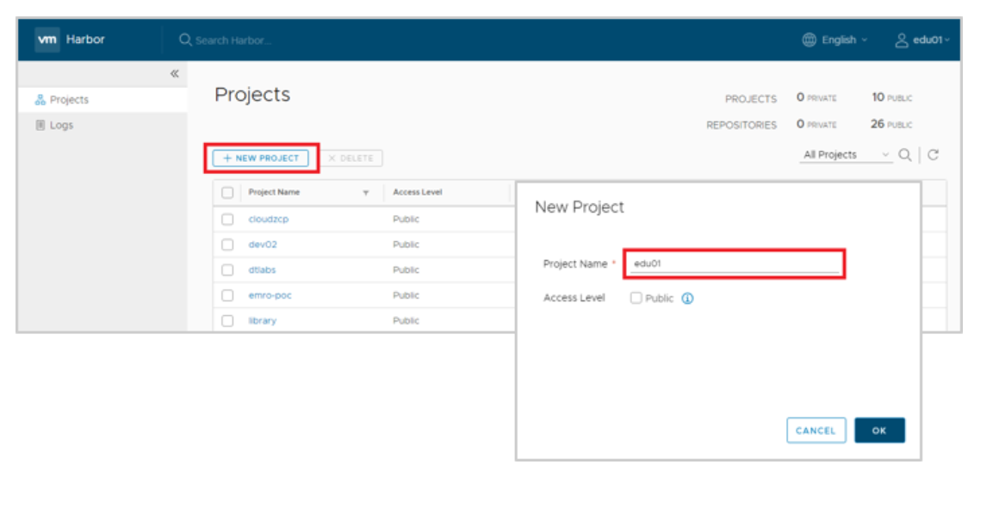 vm Harbor Search Harbor... English edu01
Projects
Logs
Projects
PROJECTS 0 PRIVATE 10 PUBLIC
REPOSITORIES 0 PRIVATE 26 PUBLIC
+ NEW PROJECT × DELETE All Projects
Project Name Access Level
cloudzcp Public
dev02 Public
dtlabs Public
emro-poc Public
library Public
New Project
Project Name * edu01
Access Level Public
CANCEL OK